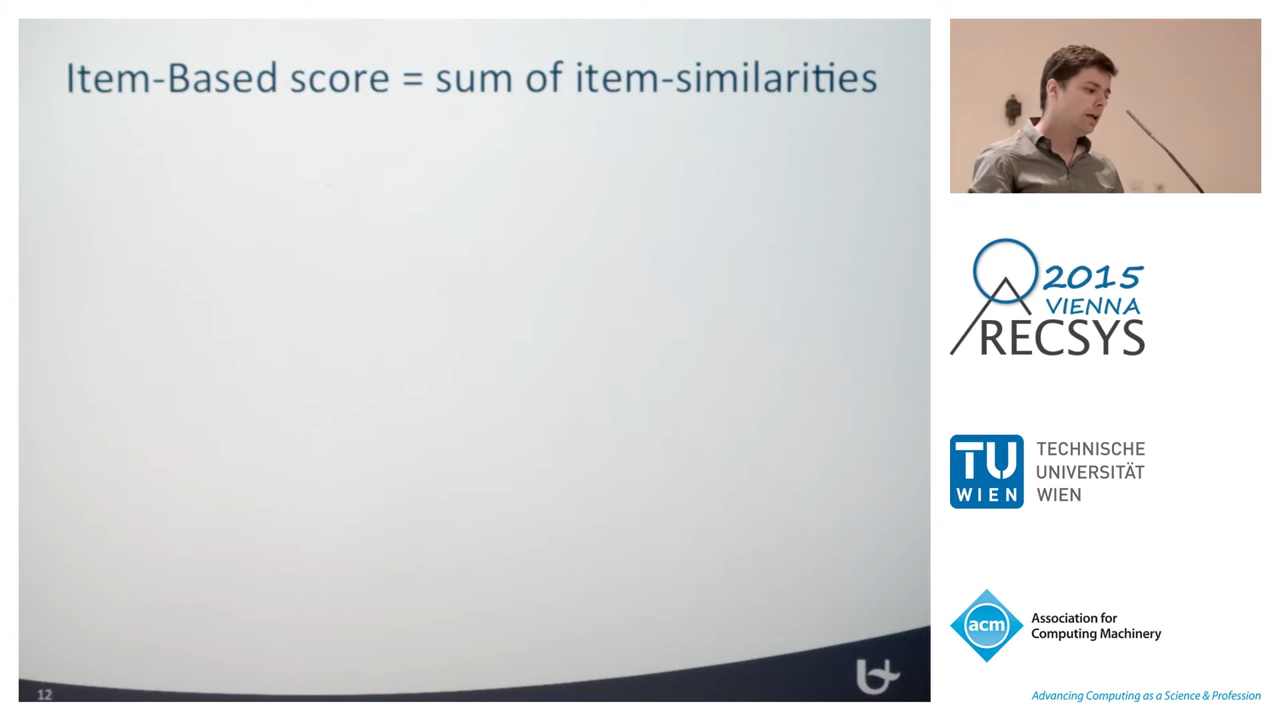 Item-Based score = sum of item-similarities
12
2015
VIENNA
RECSYS
TU
WIEN
TECHNISCHE
UNIVERSITÄT
WIEN
acm
Association for
Computing Machinery
Advancing Computing as a Science & Profession